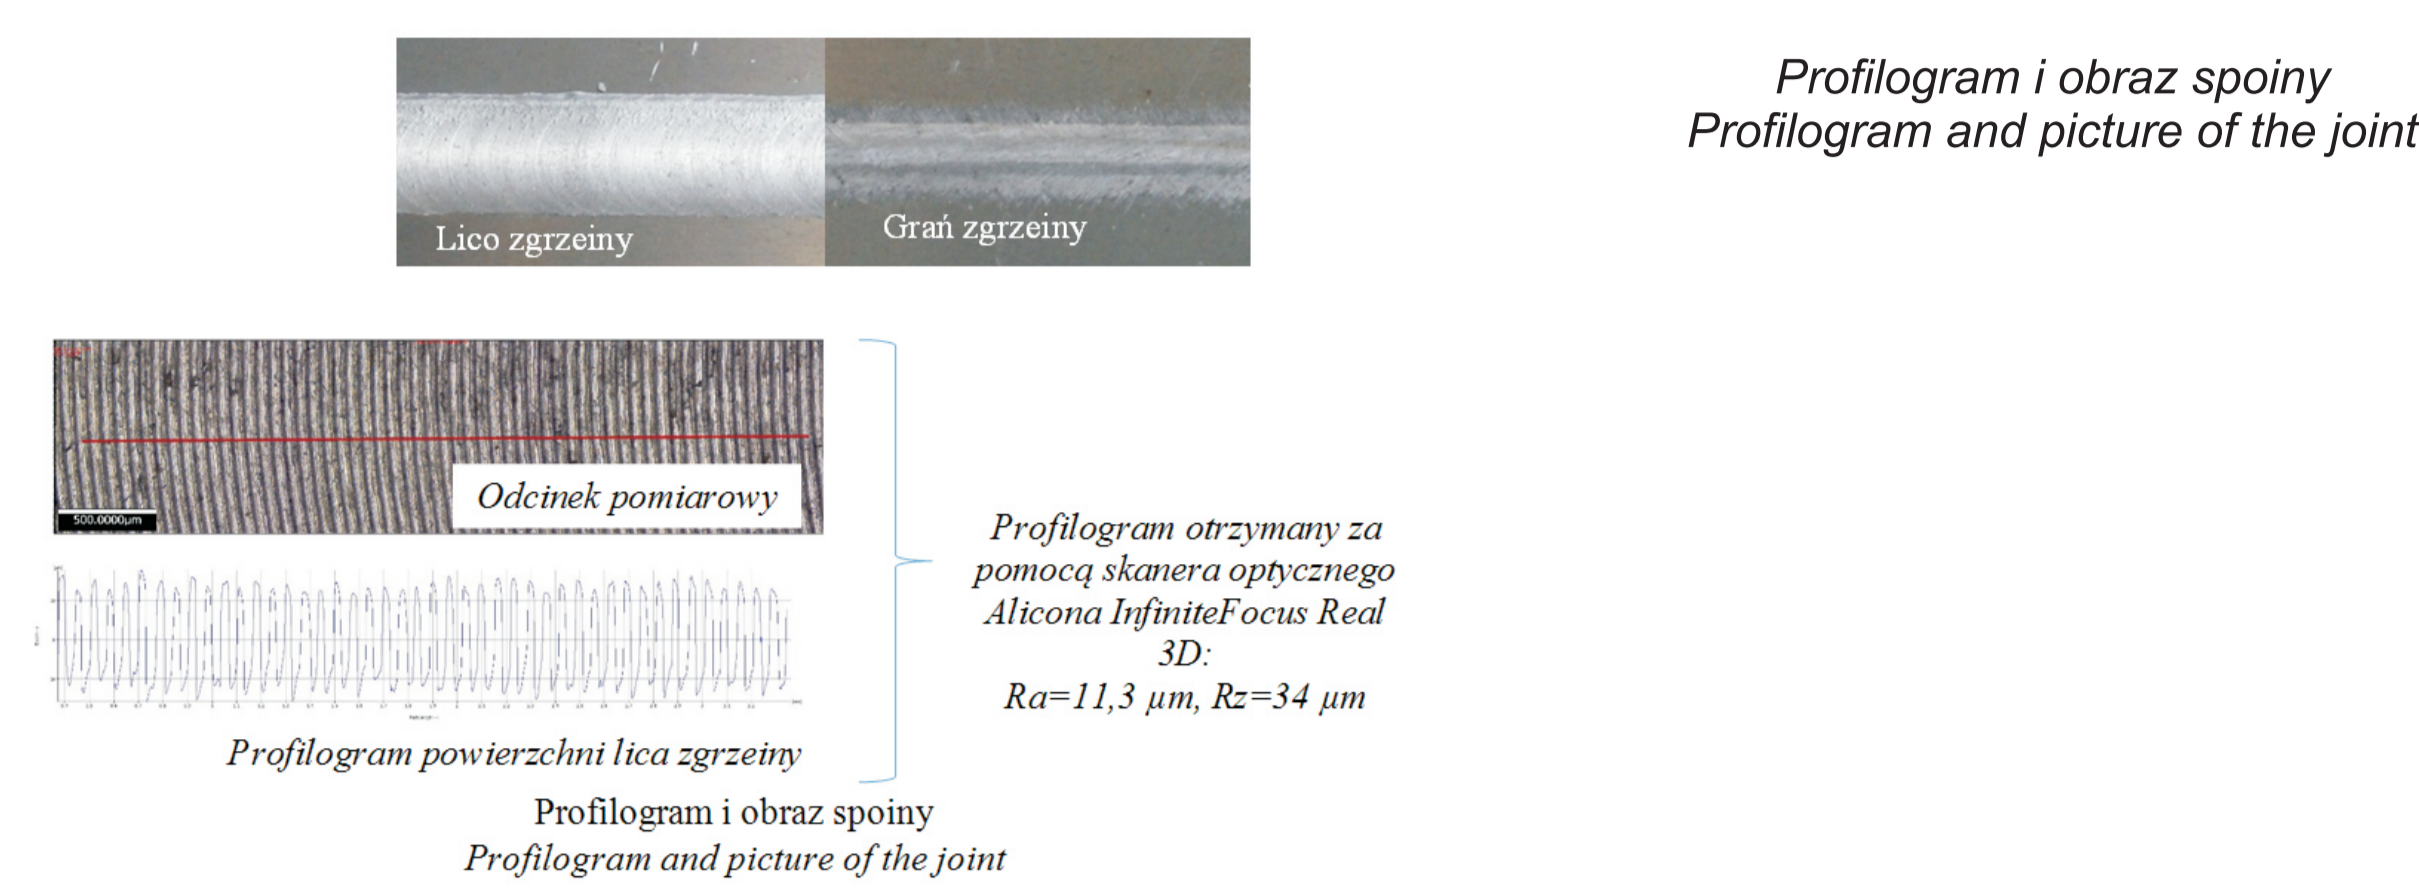 Profilogram i obraz spoiny
Profilogram and picture of the joint
Lico zgrzeiny
Grań zgrzeiny
Odcinek pomiarowy
500.0000µm
Profilogram otrzymany za
pomocą skanera optycznego
Alicona InfiniteFocus Real
3D:
Ra=11,3 µm, Rz=34 µm
Profilogram powierzchni lica zgrzeiny
Profilogram i obraz spoiny
Profilogram and picture of the joint